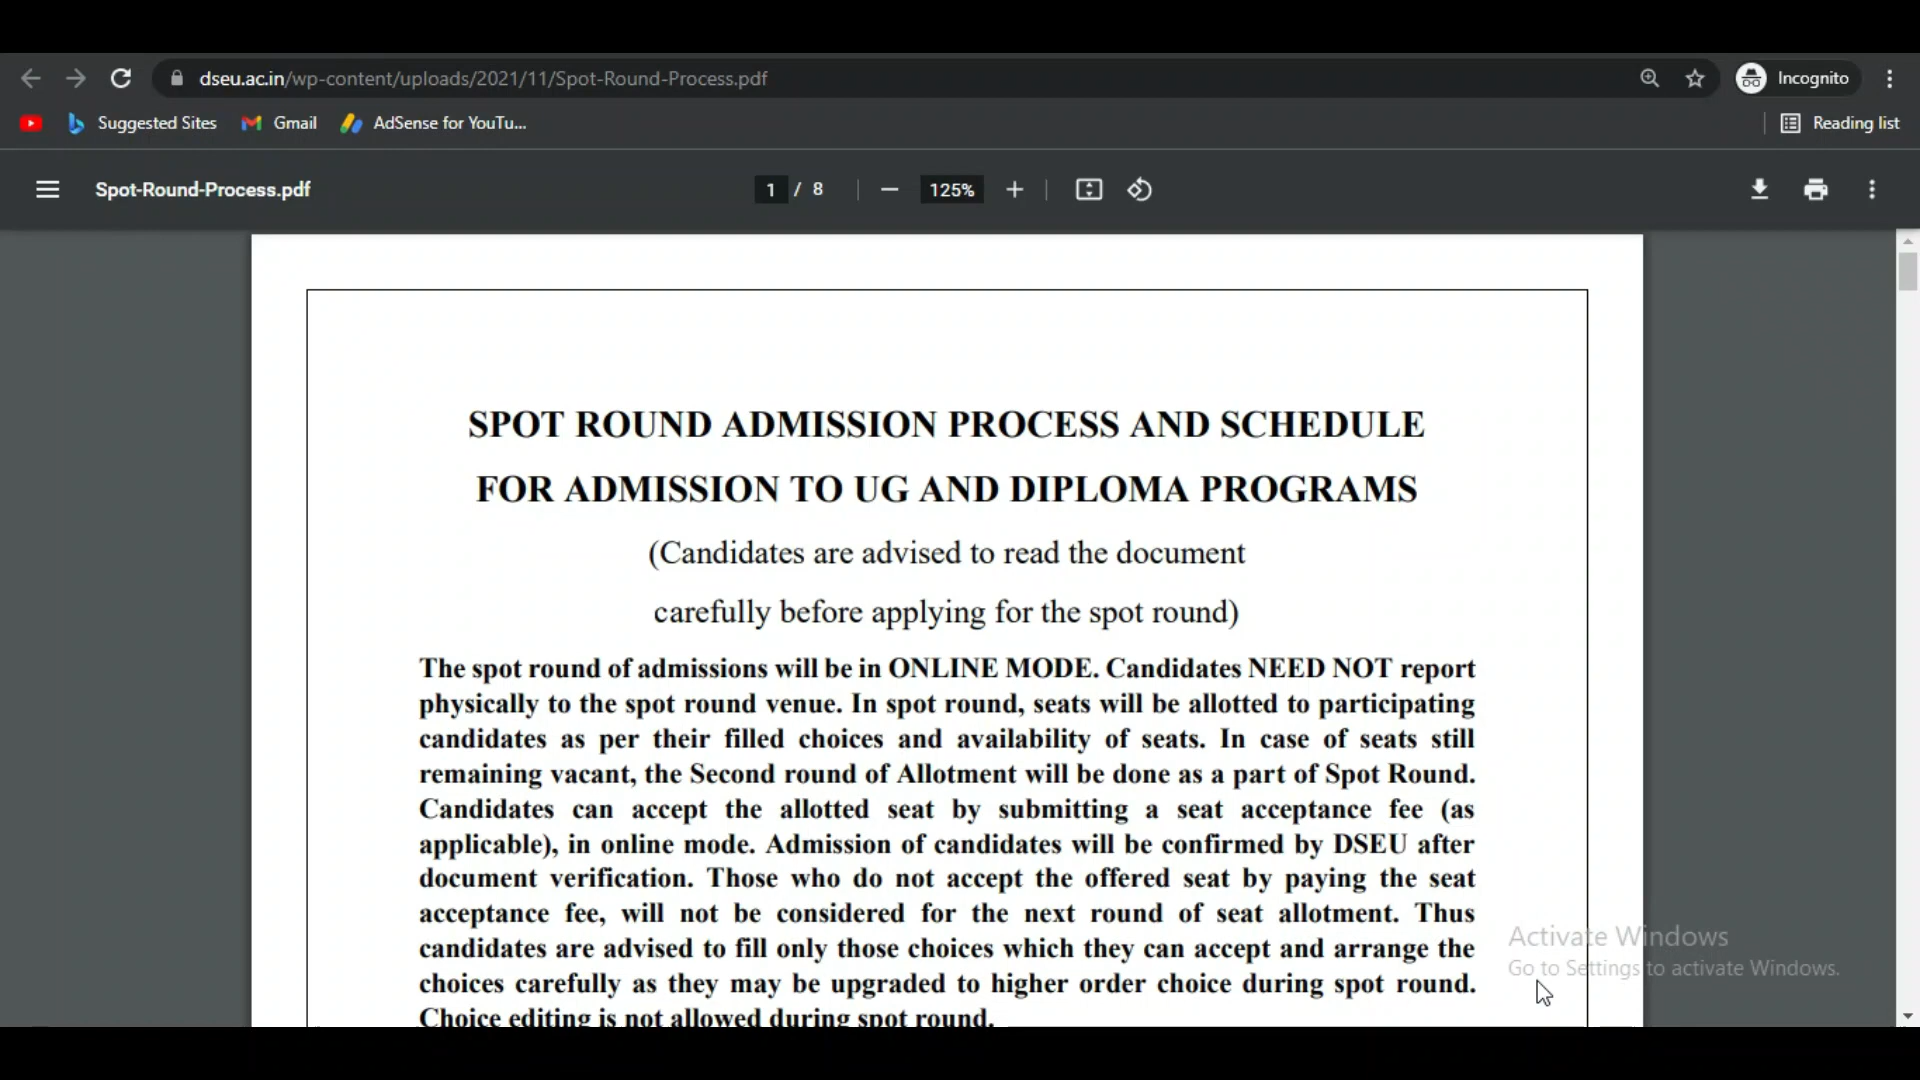 dseu.ac.in/wp-content/uploads/2021/11/Spot-Round-Process.pdf
Incognito
Suggested Sites
Gmail
AdSense for YouTu...
Reading list
Spot-Round-Process.pdf
1 / 8
125%
SPOT ROUND ADMISSION PROCESS AND SCHEDULE
FOR ADMISSION TO UG AND DIPLOMA PROGRAMS
(Candidates are advised to read the document
carefully before applying for the spot round)
The spot round of admissions will be in ONLINE MODE. Candidates NEED NOT report
physically to the spot round venue. In spot round, seats will be allotted to participating
candidates as per their filled choices and availability of seats. In case of seats still
remaining vacant, the Second round of Allotment will be done as a part of Spot Round.
Candidates can accept the allotted seat by submitting a seat acceptance fee (as
applicable), in online mode. Admission of candidates will be confirmed by DSEU after
document verification. Those who do not accept the offered seat by paying the seat
acceptance fee, will not be considered for the next round of seat allotment. Thus
candidates are advised to fill only those choices which they can accept and arrange the
choices carefully as they may be upgraded to higher order choice during spot round.
Choice editing is not allowed during spot round.
Activate Windows
Go to Settings to activate Windows.